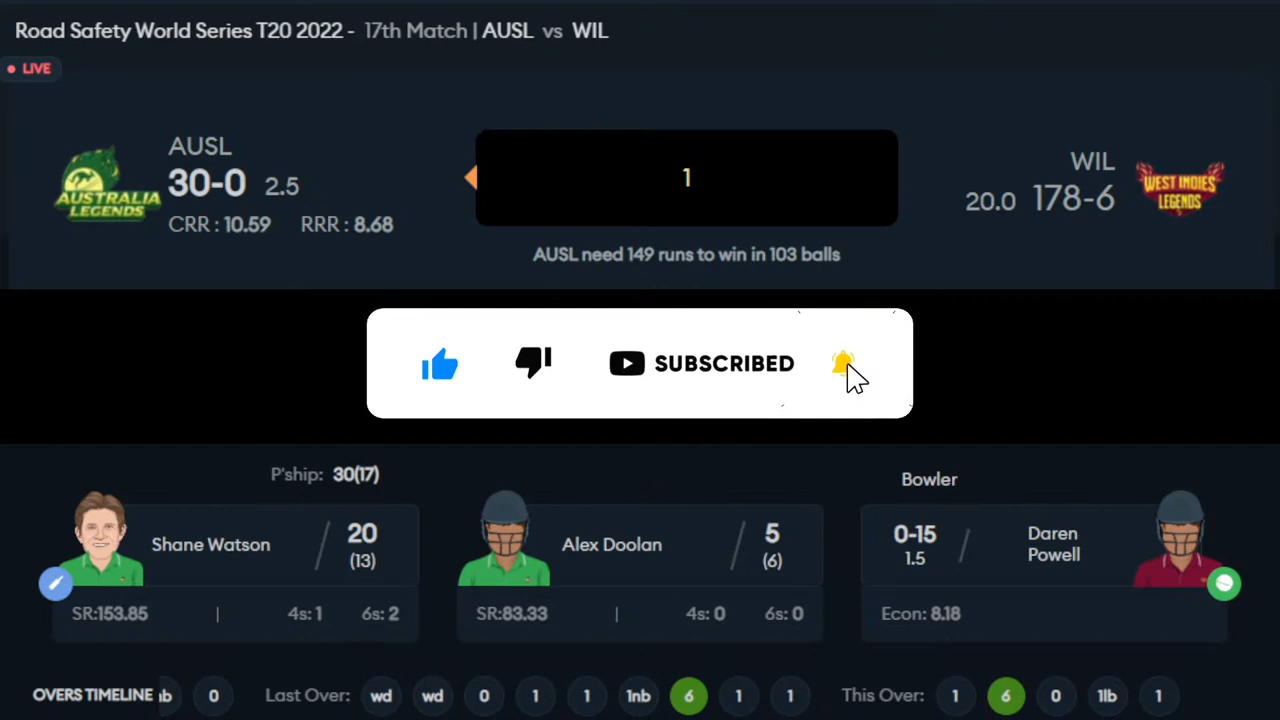 Road Safety World Series T20 2022 - 17th Match | AUSL vs WIL
LIVE
AUSTRALIA
LEGENDS
AUSL
30-0 2.5
CRR : 10.59 RRR : 8.68
1
AUSL need 149 runs to win in 103 balls
WIL
20.0 178-6
WEST INDIES
LEGENDS
SUBSCRIBED
P'ship: 30(17)
Shane Watson
20
(13)
SR:153.85 | 4s: 1 6s: 2
Alex Doolan
5
(6)
SR:83.33 | 4s: 0 6s: 0
Bowler
0-15
1.5
Daren
Powell
Econ: 8.18
OVERS TIMELINE 0 Last Over: wd wd 0 1 1 1nb 6 1 1 This Over: 1 6 0 1lb 1